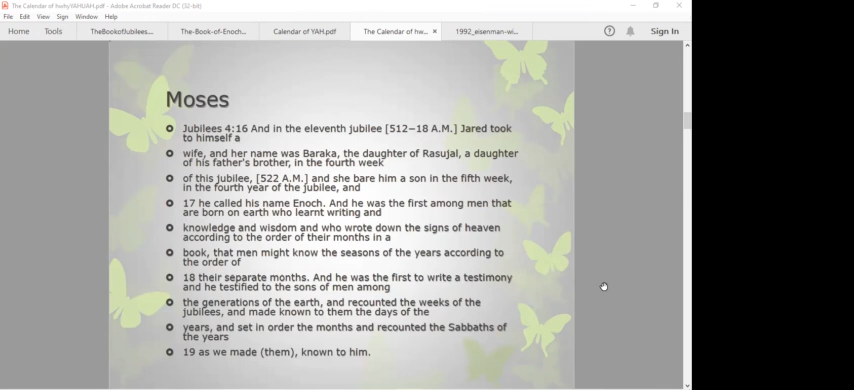 The Calendar of hwhyYAHUAH.pdf - Adobe Acrobat Reader DC (32-bit)
File Edit View Sign Window Help
Home Tools TheBookofJubilees.... The-Book-of-Enoch... Calendar of YAH.pdf The Calendar of hw... × 1992_eisenman-wi... Sign In
Moses
Jubilees 4:16 And in the eleventh jubilee [512−18 A.M.] Jared took
to himself a
wife, and her name was Baraka, the daughter of Rasujal, a daughter
of his father's brother, in the fourth week
of this jubilee, [522 A.M.] and she bare him a son in the fifth week,
in the fourth year of the jubilee, and
17 he called his name Enoch. And he was the first among men that
are born on earth who learnt writing and
knowledge and wisdom and who wrote down the signs of heaven
according to the order of their months in a
book, that men might know the seasons of the years according to
the order of
18 their separate months. And he was the first to write a testimony
and he testified to the sons of men among
the generations of the earth, and recounted the weeks of the
jubilees, and made known to them the days of the
years, and set in order the months and recounted the Sabbaths of
the years
19 as we made (them), known to him.